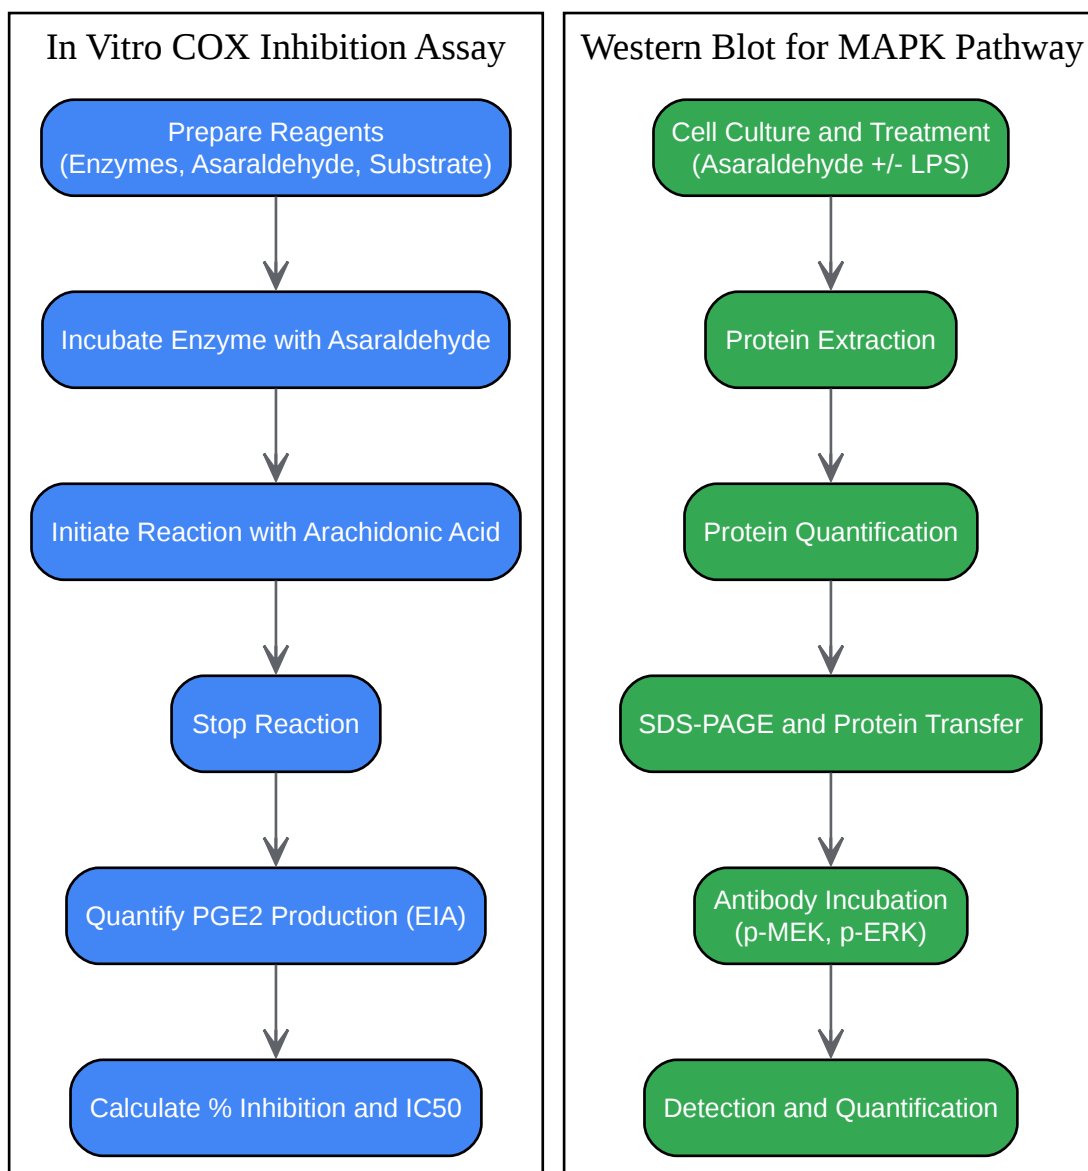 In Vitro COX Inhibition Assay
Prepare Reagents
(Enzymes, Asaraldehyde, Substrate)
Incubate Enzyme with Asaraldehyde
Initiate Reaction with Arachidonic Acid
Stop Reaction
Quantify PGE2 Production (EIA)
Calculate % Inhibition and IC50
Western Blot for MAPK Pathway
Cell Culture and Treatment
(Asaraldehyde +/- LPS)
Protein Extraction
Protein Quantification
SDS-PAGE and Protein Transfer
Antibody Incubation
(p-MEK, p-ERK)
Detection and Quantification